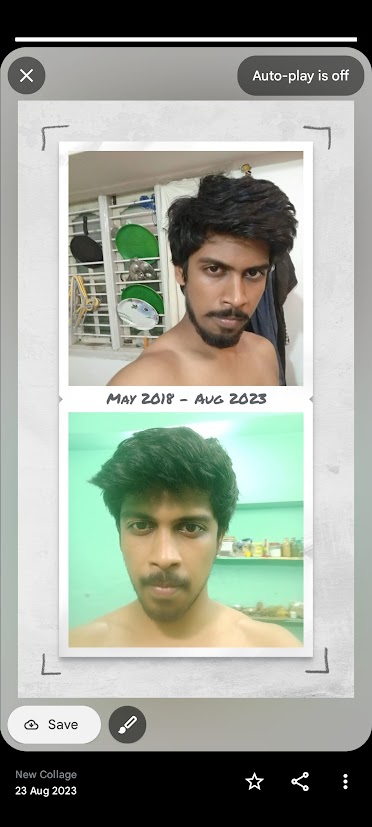 Auto-play is off
May 2018 - Aug 2023
Save
New Collage
23 Aug 2023